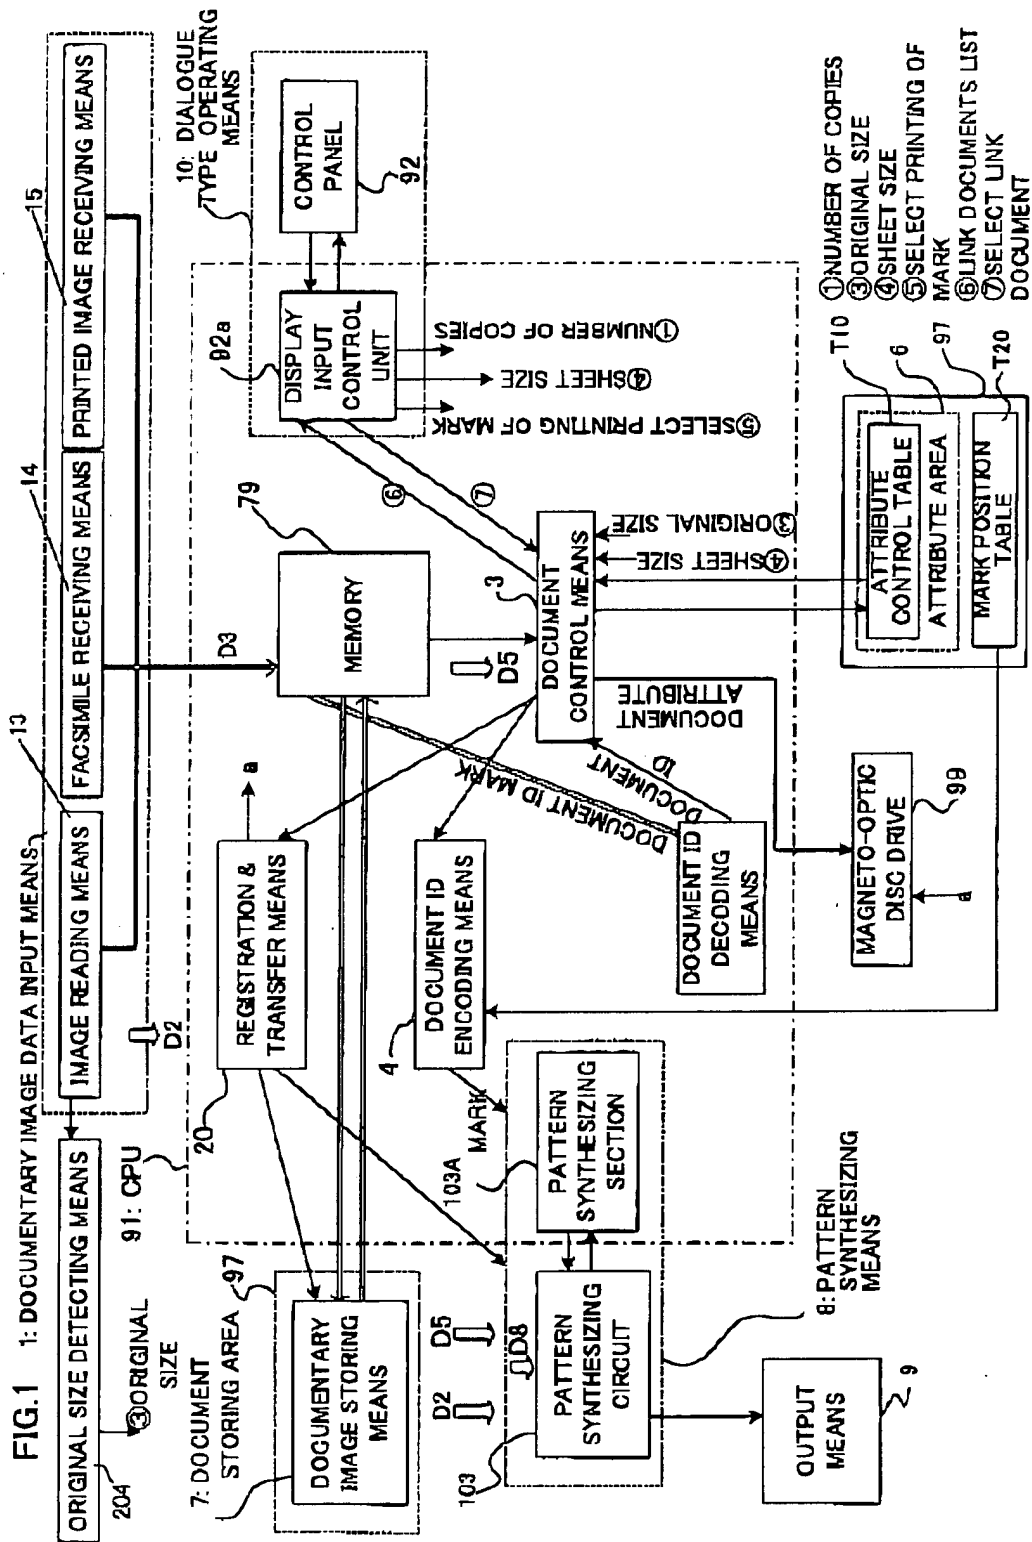 FIG.1
1: DOCUMENTARY IMAGE DATA INPUT MEANS
ORIGINAL SIZE DETECTING MEANS
204
③ORIGINAL
SIZE
IMAGE READING MEANS
13
FACSIMILE RECEIVING MEANS
14
PRINTED IMAGE RECEIVING MEANS
15
D2
D3
91: CPU
10: DIALOGUE
TYPE OPERATING
MEANS
CONTROL
PANEL
92
92a
DISPLAY
INPUT
CONTROL
UNIT
①NUMBER OF COPIES
④SHEET SIZE
⑤SELECT PRINTING OF MARK
79
MEMORY
⑥
⑦
20
REGISTRATION &
TRANSFER MEANS
a
D5
3
DOCUMENT
CONTROL MEANS
③ORIGINAL SIZE
④SHEET SIZE
DOCUMENT
ATTRIBUTE
DOCUMENT
ID
DOCUMENT ID MARK
4
DOCUMENT ID
ENCODING MEANS
DOCUMENT ID
DECODING
MEANS
MARK
7: DOCUMENT
STORING AREA
97
DOCUMENTARY
IMAGE STORING
MEANS
D2
D5
D8
103
PATTERN
SYNTHESIZING
CIRCUIT
103A
PATTERN
SYNTHESIZING
SECTION
8: PATTERN
SYNTHESIZING
MEANS
OUTPUT
MEANS
9
MAGNETO-OPTIC
DISC DRIVE
99
a
T10
6
97
T20
ATTRIBUTE
CONTROL TABLE
ATTRIBUTE AREA
MARK POSITION
TABLE
①NUMBER OF COPIES
③ORIGINAL SIZE
④SHEET SIZE
⑤SELECT PRINTING OF
MARK
⑥LINK DOCUMENTS LIST
⑦SELECT LINK
DOCUMENT